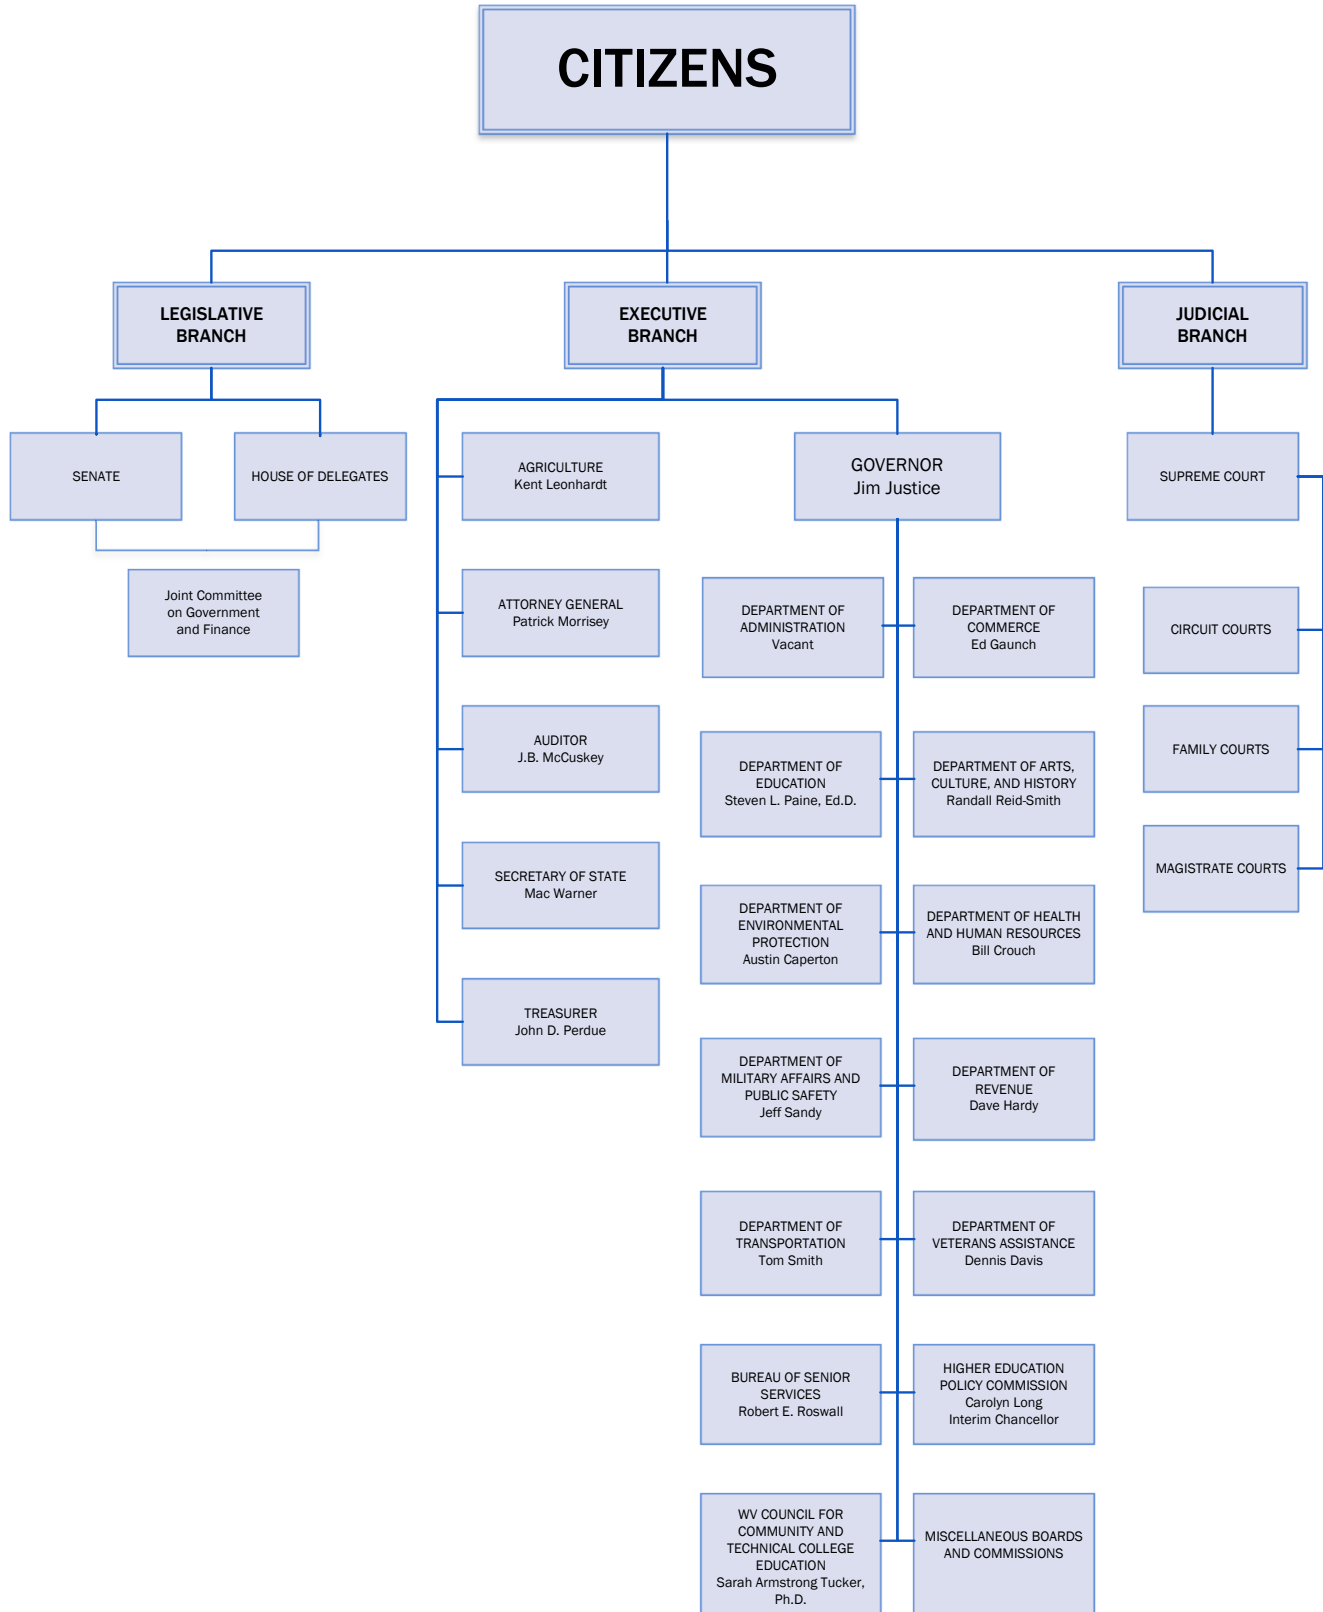 CITIZENS
LEGISLATIVE
BRANCH
EXECUTIVE
BRANCH
JUDICIAL
BRANCH
SENATE
HOUSE OF DELEGATES
Joint Committee
on Government
and Finance
AGRICULTURE
Kent Leonhardt
ATTORNEY GENERAL
Patrick Morrisey
AUDITOR
J.B. McCuskey
SECRETARY OF STATE
Mac Warner
TREASURER
John D. Perdue
GOVERNOR
Jim Justice
DEPARTMENT OF
ADMINISTRATION
Vacant
DEPARTMENT OF
COMMERCE
Ed Gaunch
DEPARTMENT OF
EDUCATION
Steven L. Paine, Ed.D.
DEPARTMENT OF ARTS,
CULTURE, AND HISTORY
Randall Reid-Smith
DEPARTMENT OF
ENVIRONMENTAL
PROTECTION
Austin Caperton
DEPARTMENT OF HEALTH
AND HUMAN RESOURCES
Bill Crouch
DEPARTMENT OF
MILITARY AFFAIRS AND
PUBLIC SAFETY
Jeff Sandy
DEPARTMENT OF
REVENUE
Dave Hardy
DEPARTMENT OF
TRANSPORTATION
Tom Smith
DEPARTMENT OF
VETERANS ASSISTANCE
Dennis Davis
BUREAU OF SENIOR
SERVICES
Robert E. Roswall
HIGHER EDUCATION
POLICY COMMISSION
Carolyn Long
Interim Chancellor
WV COUNCIL FOR
COMMUNITY AND
TECHNICAL COLLEGE
EDUCATION
Sarah Armstrong Tucker,
Ph.D.
MISCELLANEOUS BOARDS
AND COMMISSIONS
SUPREME COURT
CIRCUIT COURTS
FAMILY COURTS
MAGISTRATE COURTS